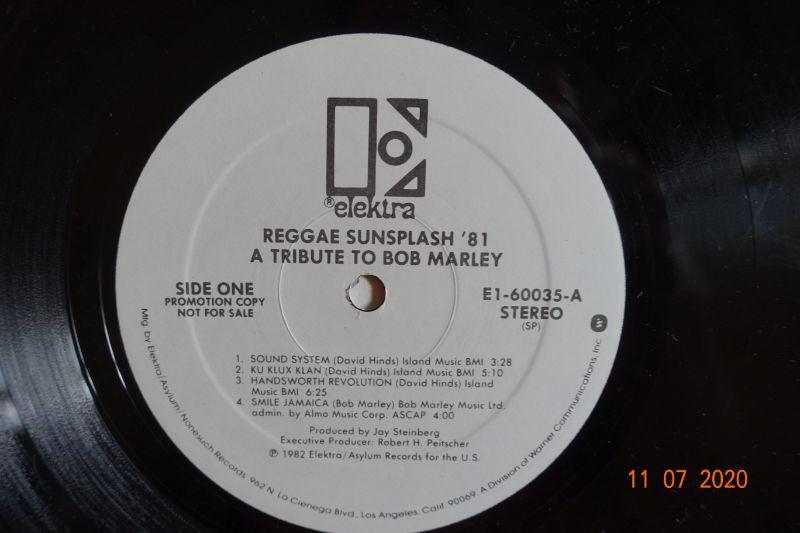 ® elektra
REGGAE SUNSPLASH '81
A TRIBUTE TO BOB MARLEY
SIDE ONE
PROMOTION COPY
NOT FOR SALE
E1-60035-A
STEREO
(SP)
1. SOUND SYSTEM (David Hinds) Island Music BMI 3:28
2. KU KLUX KLAN (David Hinds) Island Music BMI 5:10
3. HANDSWORTH REVOLUTION (David Hinds) Island
Music BMI 6:25
4. SMILE JAMAICA (Bob Marley) Bob Marley Music Ltd.
admin. by Almo Music Corp. ASCAP 4:00
Produced by Jay Steinberg
Executive Producer: Robert H. Peitscher
℗ 1982 Elektra/Asylum Records for the U.S.
Mfg by Elektra/Asylum/Nonesuch Records, 962 N. La Cienega Blvd., Los Angeles, Calif. 90069. A Division of Warner Communications, Inc. W
11 07 2020